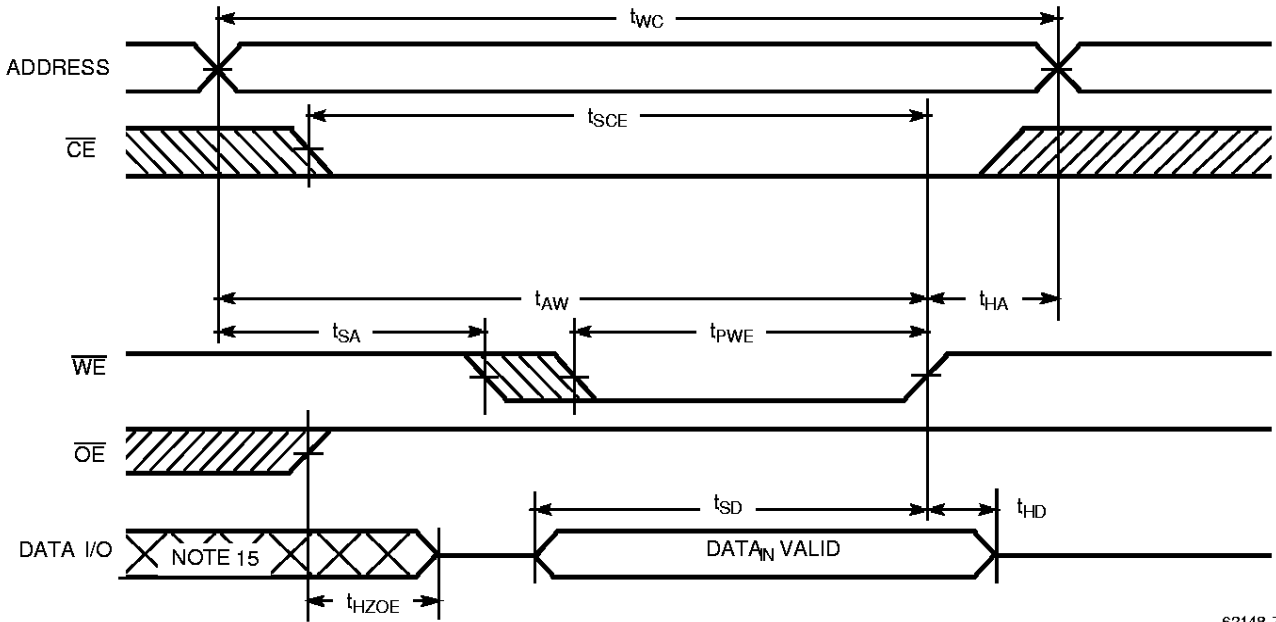 tWC
ADDRESS
tSCE
CE
tAW
tHA
tSA
tPWE
WE
OE
tSD
tHD
DATA I/O
NOTE 15
DATAIN VALID
tHZOE